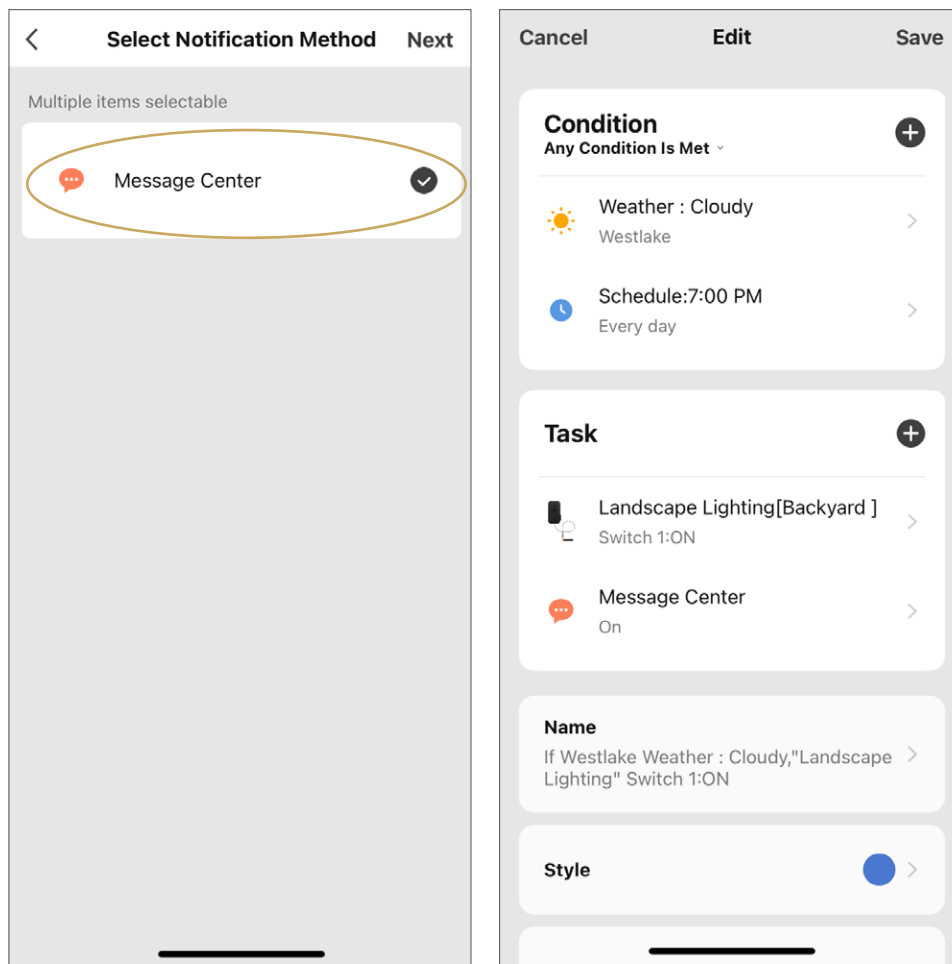 Select Notification Method
Next
Multiple items selectable
Message Center
Cancel
Edit
Save
Condition
Any Condition Is Met
Weather : Cloudy
Westlake
Schedule:7:00 PM
Every day
Task
Landscape Lighting[Backyard ]
Switch 1:ON
Message Center
On
Name
If Westlake Weather : Cloudy,"Landscape
Lighting" Switch 1:ON
Style